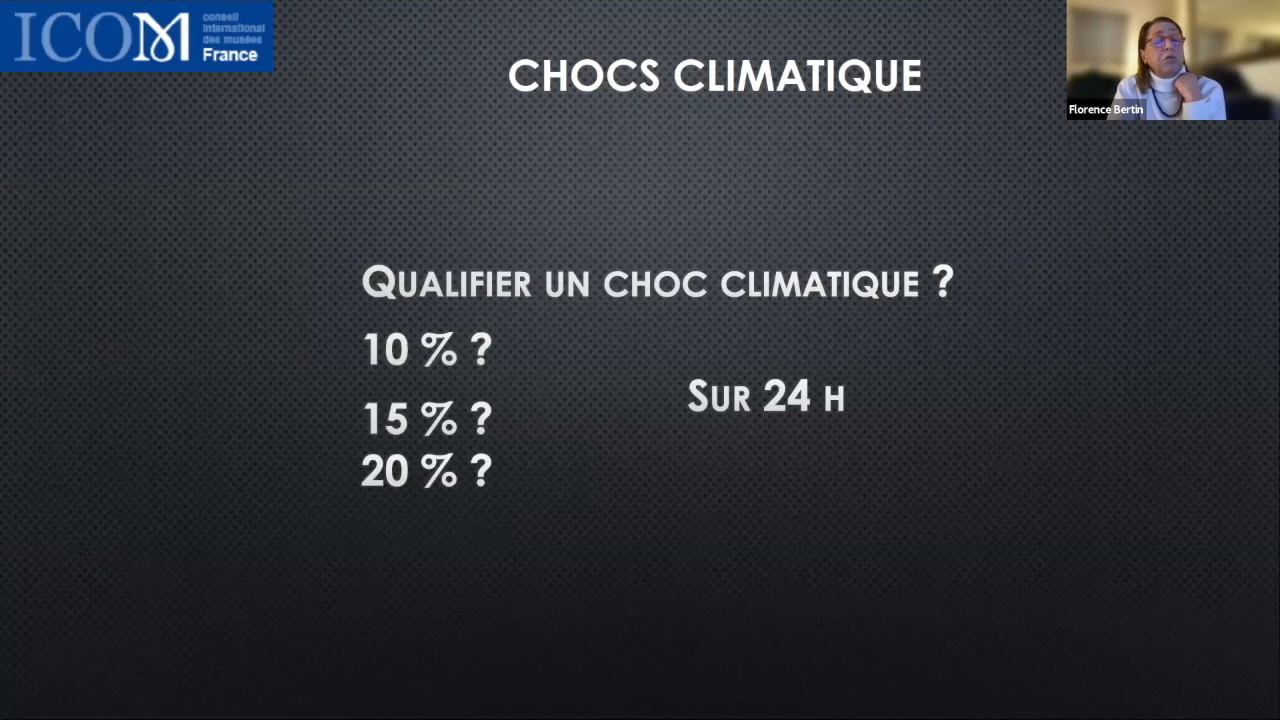 ICOM
conseil
international
des musées
France
CHOCS CLIMATIQUE
Florence Bertin
QUALIFIER UN CHOC CLIMATIQUE ?
10 % ?
SUR 24 H
15 % ?
20 % ?